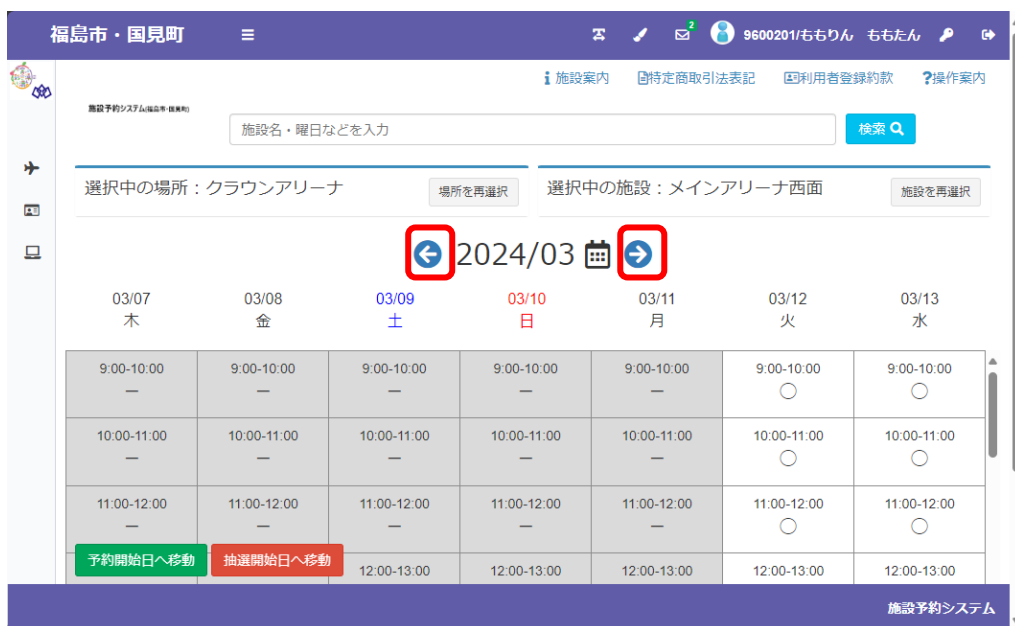 福島市・国見町 2 9600201/ももりん ももたん
施設案内 特定商取引法表記 利用者登録約款 ?操作案内
施設予約システム(福島市・国見町)
施設名・曜日などを入力 検索
選択中の場所：クラウンアリーナ 場所を再選択 選択中の施設：メインアリーナ西面 施設を再選択
2024/03
03/07 03/08 03/09 03/10 03/11 03/12 03/13
木 金 土 日 月 火 水
9:00-10:00 9:00-10:00 9:00-10:00 9:00-10:00 9:00-10:00 9:00-10:00 9:00-10:00
― ― ― ― ― ○ ○
10:00-11:00 10:00-11:00 10:00-11:00 10:00-11:00 10:00-11:00 10:00-11:00 10:00-11:00
― ― ― ― ― ○ ○
11:00-12:00 11:00-12:00 11:00-12:00 11:00-12:00 11:00-12:00 11:00-12:00 11:00-12:00
― ― ― ― ― ○ ○
予約開始日へ移動 抽選開始日へ移動 12:00-13:00 12:00-13:00 12:00-13:00 12:00-13:00 12:00-13:00
施設予約システム